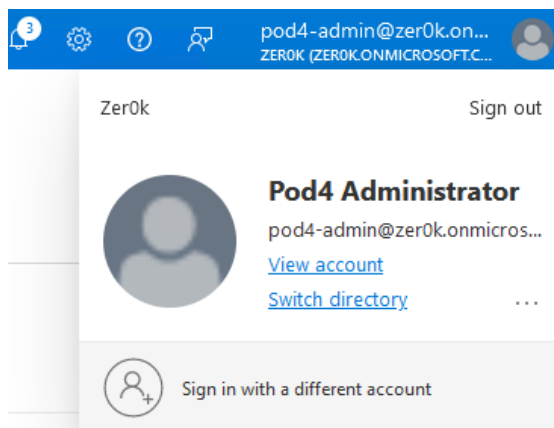 3
pod4-admin@zer0k.on...
ZER0K (ZER0K.ONMICROSOFT.C...
Zer0k
Sign out
Pod4 Administrator
pod4-admin@zer0k.onmicros...
View account
Switch directory
...
Sign in with a different account